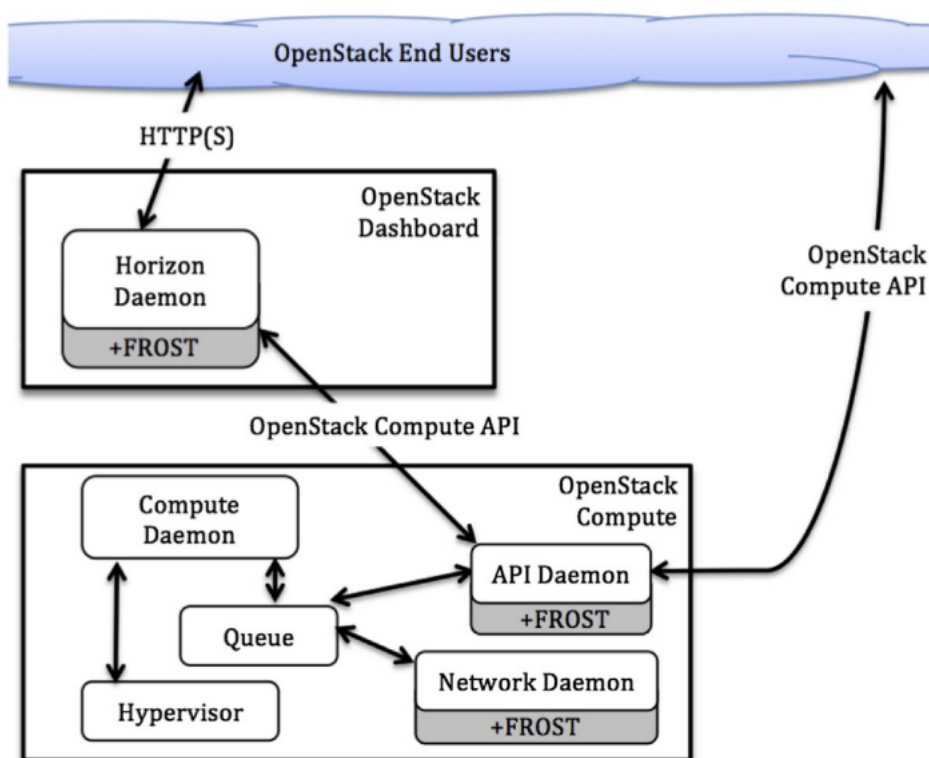 OpenStack End Users
HTTP(S)
OpenStack
Dashboard
Horizon
Daemon
+FROST
OpenStack
Compute API
OpenStack Compute API
OpenStack
Compute
Compute
Daemon
API Daemon
+FROST
Queue
Network Daemon
+FROST
Hypervisor